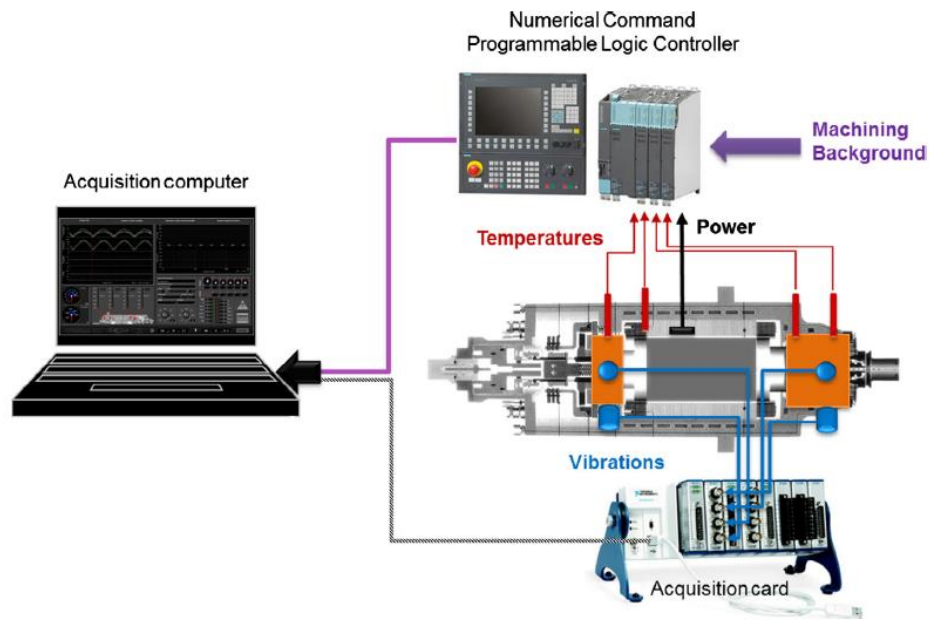 Numerical Command
Programmable Logic Controller
Machining
Background
Acquisition computer
Temperatures
Power
Vibrations
Acquisition card